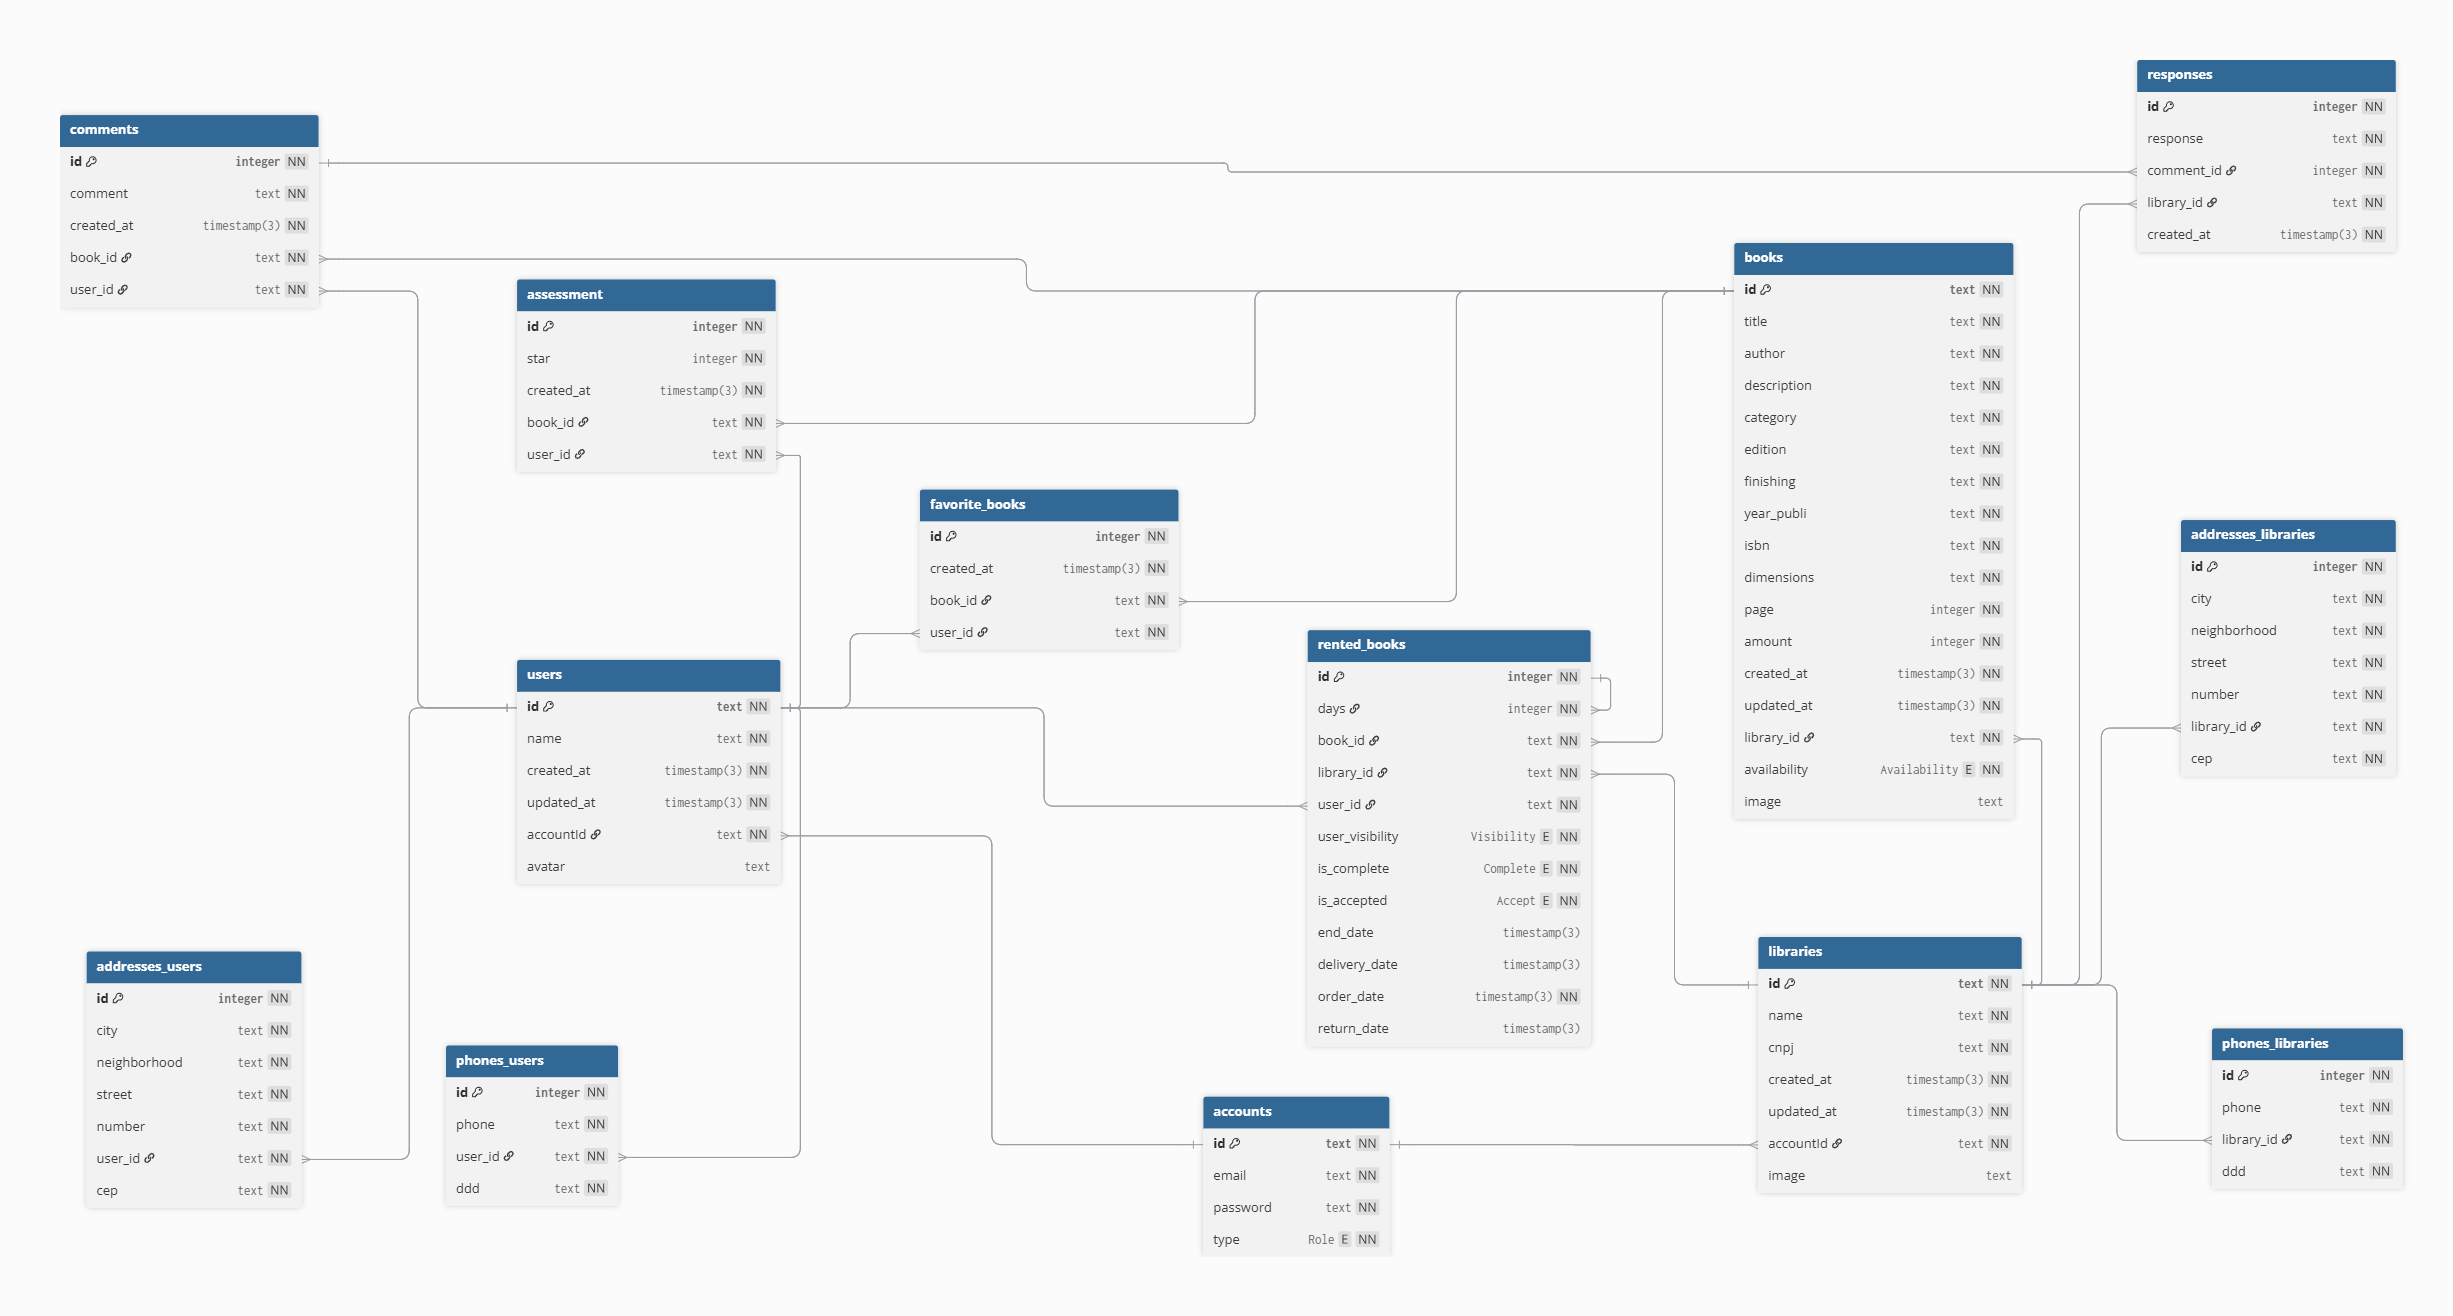 comments
id integer NN
comment text NN
created_at timestamp(3) NN
book_id text NN
user_id text NN
assessment
id integer NN
star integer NN
created_at timestamp(3) NN
book_id text NN
user_id text NN
favorite_books
id integer NN
created_at timestamp(3) NN
book_id text NN
user_id text NN
users
id text NN
name text NN
created_at timestamp(3) NN
updated_at timestamp(3) NN
accountId text NN
avatar text
addresses_users
id integer NN
city text NN
neighborhood text NN
street text NN
number text NN
user_id text NN
cep text NN
phones_users
id integer NN
phone text NN
user_id text NN
ddd text NN
rented_books
id integer NN
days integer NN
book_id text NN
library_id text NN
user_id text NN
user_visibility Visibility E NN
is_complete Complete E NN
is_accepted Accept E NN
end_date timestamp(3)
delivery_date timestamp(3)
order_date timestamp(3) NN
return_date timestamp(3)
accounts
id text NN
email text NN
password text NN
type Role E NN
books
id text NN
title text NN
author text NN
description text NN
category text NN
edition text NN
finishing text NN
year_publi text NN
isbn text NN
dimensions text NN
page integer NN
amount integer NN
created_at timestamp(3) NN
updated_at timestamp(3) NN
library_id text NN
availability Availability E NN
image text
libraries
id text NN
name text NN
cnpj text NN
created_at timestamp(3) NN
updated_at timestamp(3) NN
accountId text NN
image text
responses
id integer NN
response text NN
comment_id integer NN
library_id text NN
created_at timestamp(3) NN
addresses_libraries
id integer NN
city text NN
neighborhood text NN
street text NN
number text NN
library_id text NN
cep text NN
phones_libraries
id integer NN
phone text NN
library_id text NN
ddd text NN